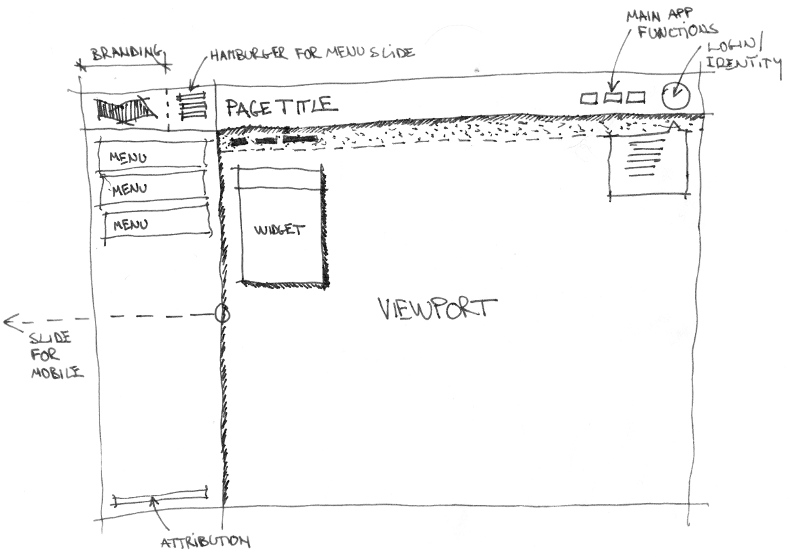 MAIN APP
FUNCTIONS
BRANDING
HAMBURGER FOR MENU SLIDE
LOGIN/
IDENTITY
PAGE TITLE
MENU
MENU
MENU
WIDGET
VIEWPORT
SLIDE
FOR
MOBILE
ATTRIBUTION